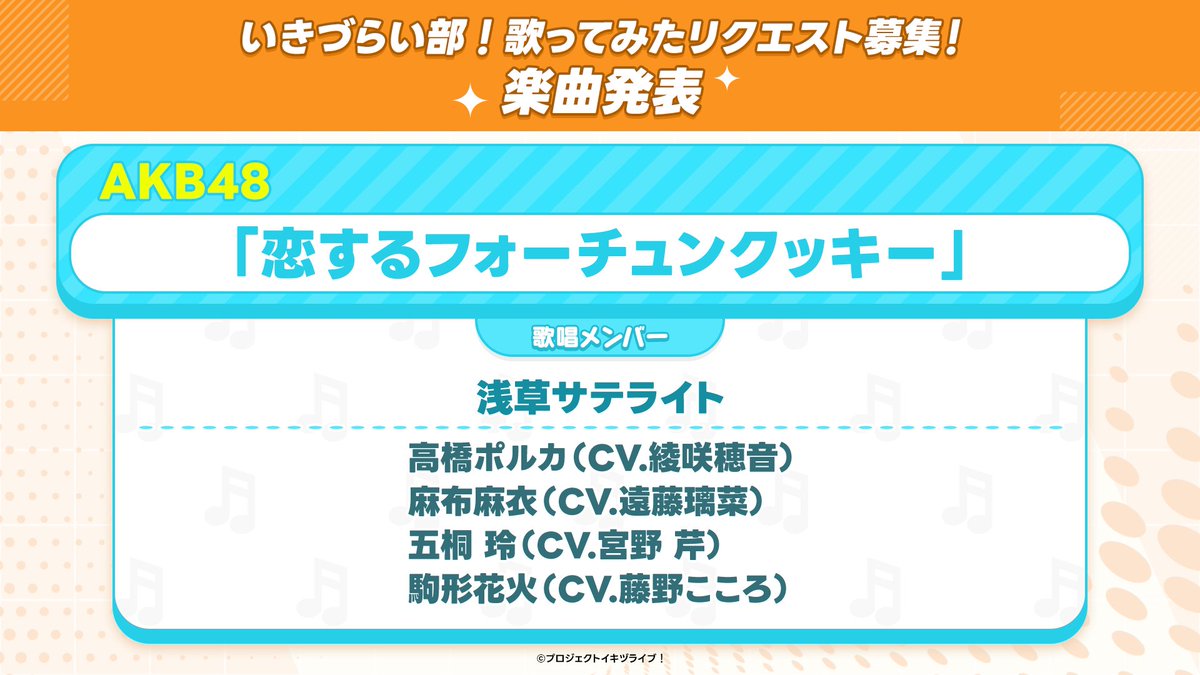 いきづらい部！歌ってみたリクエスト募集！
楽曲発表
AKB48
「恋するフォーチュンクッキー」
歌唱メンバー
浅草サテライト
高橋ポルカ（CV.綾咲穂音）
麻布麻衣（CV.遠藤璃菜）
五桐 玲（CV.宮野 芹）
駒形花火（CV.藤野こころ）
©プロジェクトイキヅライブ！